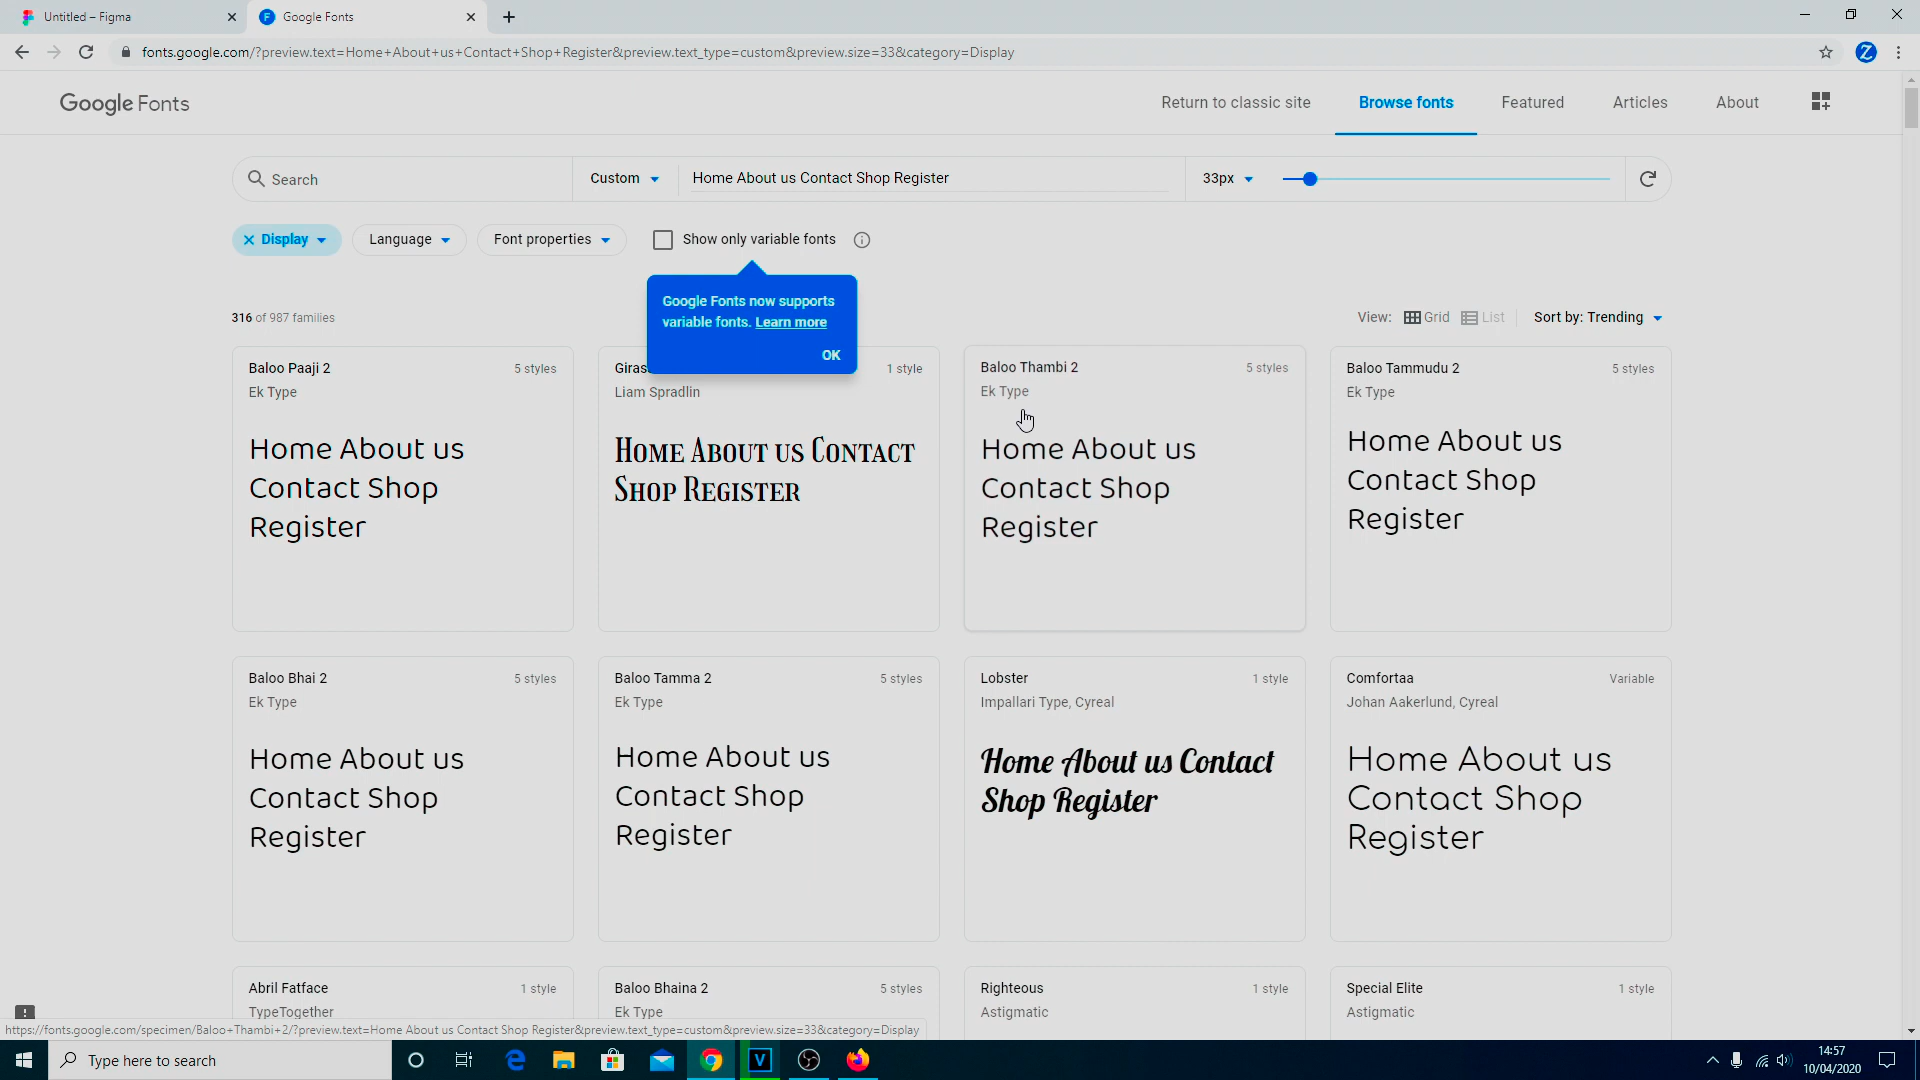 Untitled – Figma
Google Fonts
fonts.google.com/?preview.text=Home+About+us+Contact+Shop+Register&preview.text_type=custom&preview.size=33&category=Display
Google Fonts
Return to classic site
Browse fonts
Featured
Articles
About
Search
Custom
Home About us Contact Shop Register
33px
Display
Language
Font properties
Show only variable fonts
Google Fonts now supports
variable fonts. Learn more
OK
316 of 987 families
View: Grid List
Sort by: Trending
Baloo Paaji 2
5 styles
Ek Type
Home About us
Contact Shop
Register
Giras
1 style
Liam Spradlin
Home About us Contact
Shop Register
Baloo Thambi 2
5 styles
Ek Type
Home About us
Contact Shop
Register
Baloo Tammudu 2
5 styles
Ek Type
Home About us
Contact Shop
Register
Baloo Bhai 2
5 styles
Ek Type
Home About us
Contact Shop
Register
Baloo Tamma 2
5 styles
Ek Type
Home About us
Contact Shop
Register
Lobster
1 style
Impallari Type, Cyreal
Home About us Contact
Shop Register
Comfortaa
Variable
Johan Aakerlund, Cyreal
Home About us
Contact Shop
Register
Abril Fatface
1 style
TypeTogether
Baloo Bhaina 2
5 styles
Ek Type
Righteous
1 style
Astigmatic
Special Elite
1 style
Astigmatic
https://fonts.google.com/specimen/Baloo+Thambi+2/?preview.text=Home About us Contact Shop Register&preview.text_type=custom&preview.size=33&category=Display
Type here to search
14:57
10/04/2020